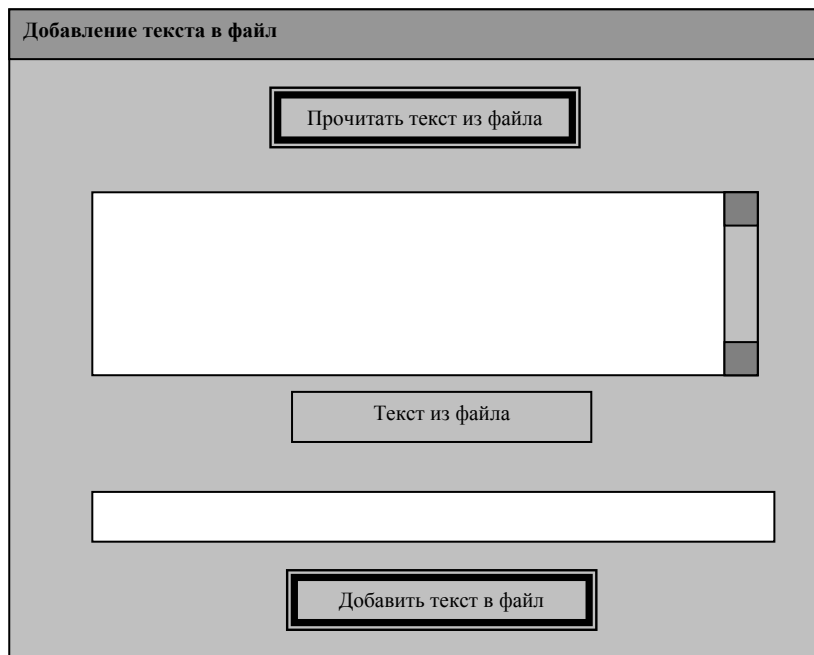 Добавление текста в файл
Прочитать текст из файла
Текст из файла
Добавить текст в файл